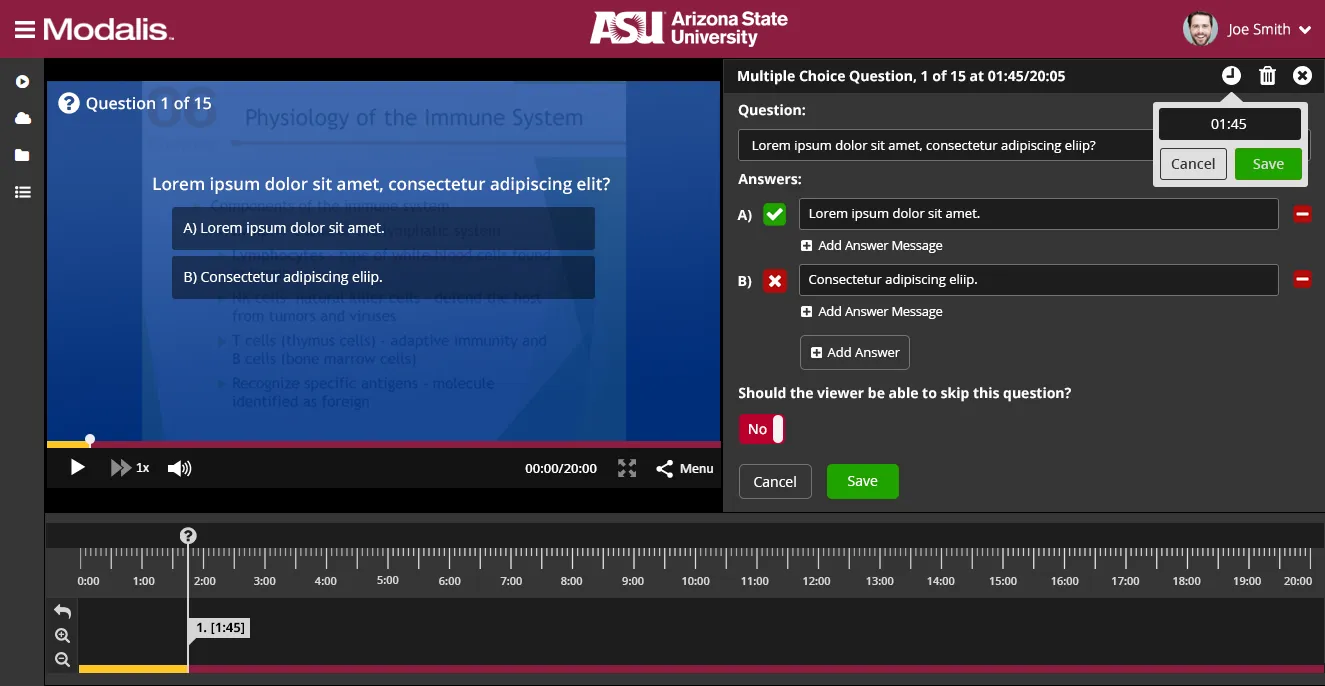 Modalis™
ASU Arizona State University
Joe Smith
Question 1 of 15
Physiology of the Immune System
Lorem ipsum dolor sit amet, consectetur adipiscing elit?
Components of the immune system
A) Lorem ipsum dolor sit amet.
B) Consectetur adipiscing eliip.
NK cells- natural killer cells - defend the host
from tumors and viruses
T cells (thymus cells) - adaptive immunity and
B cells (bone marrow cells)
Recognize specific antigens - molecule
identified as foreign
1x
00:00/20:00
Menu
Multiple Choice Question, 1 of 15 at 01:45/20:05
Question:
Lorem ipsum dolor sit amet, consectetur adipiscing eliip?
01:45
Cancel
Save
Answers:
A)
Lorem ipsum dolor sit amet.
Add Answer Message
B)
Consectetur adipiscing eliip.
Add Answer Message
Add Answer
Should the viewer be able to skip this question?
No
Cancel
Save
0:00 1:00 2:00 3:00 4:00 5:00 6:00 7:00 8:00 9:00 10:00 11:00 12:00 13:00 14:00 15:00 16:00 17:00 18:00 19:00 20:00
1. [1:45]